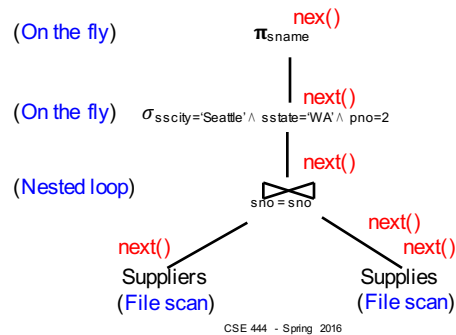 nex()
(On the fly) πsname
next()
(On the fly) σsscity='Seattle' ∧ sstate='WA' ∧ pno=2
next()
(Nested loop)
sno = sno
next()
next() next()
Suppliers Supplies
(File scan) (File scan)
CSE 444 - Spring 2016